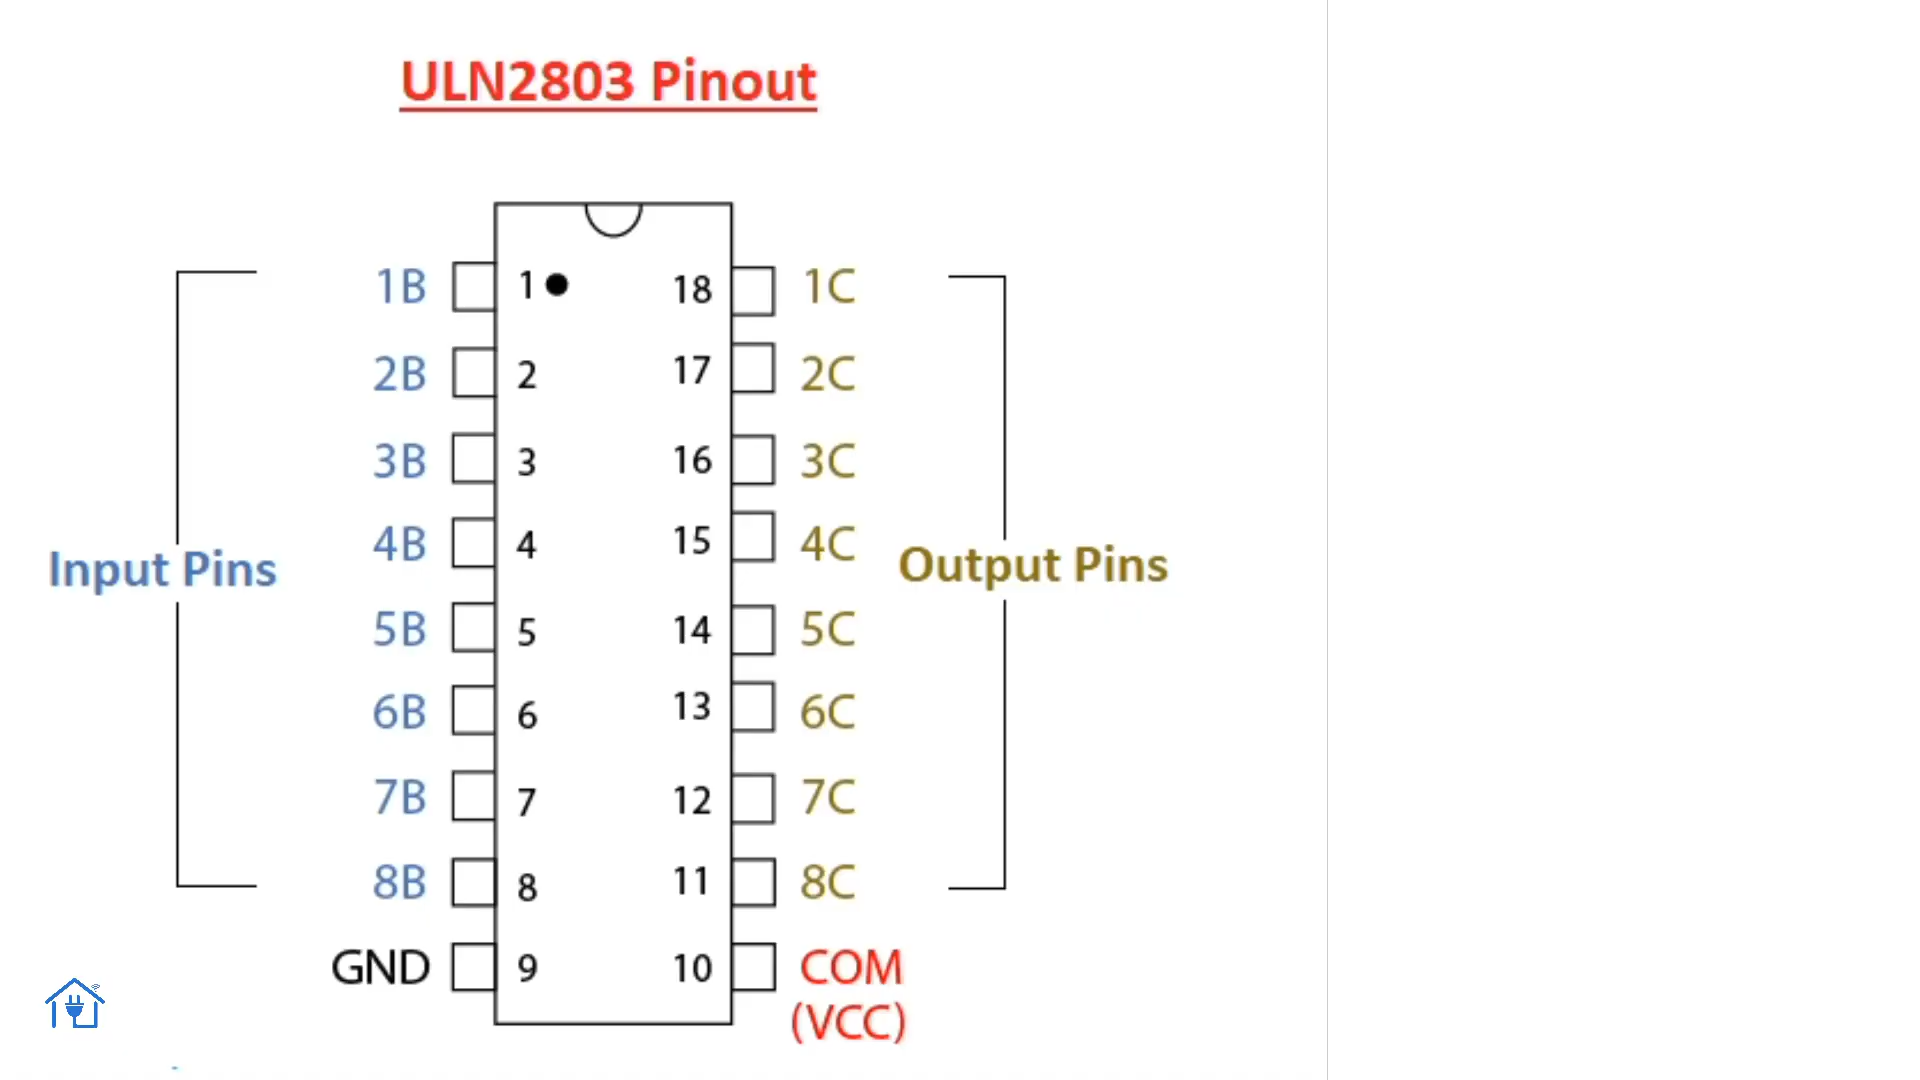 ULN2803 Pinout
1B 1 18 1C
2B 2 17 2C
3B 3 16 3C
4B 4 15 4C
Input Pins Output Pins
5B 5 14 5C
6B 6 13 6C
7B 7 12 7C
8B 8 11 8C
GND 9 10 COM
(VCC)